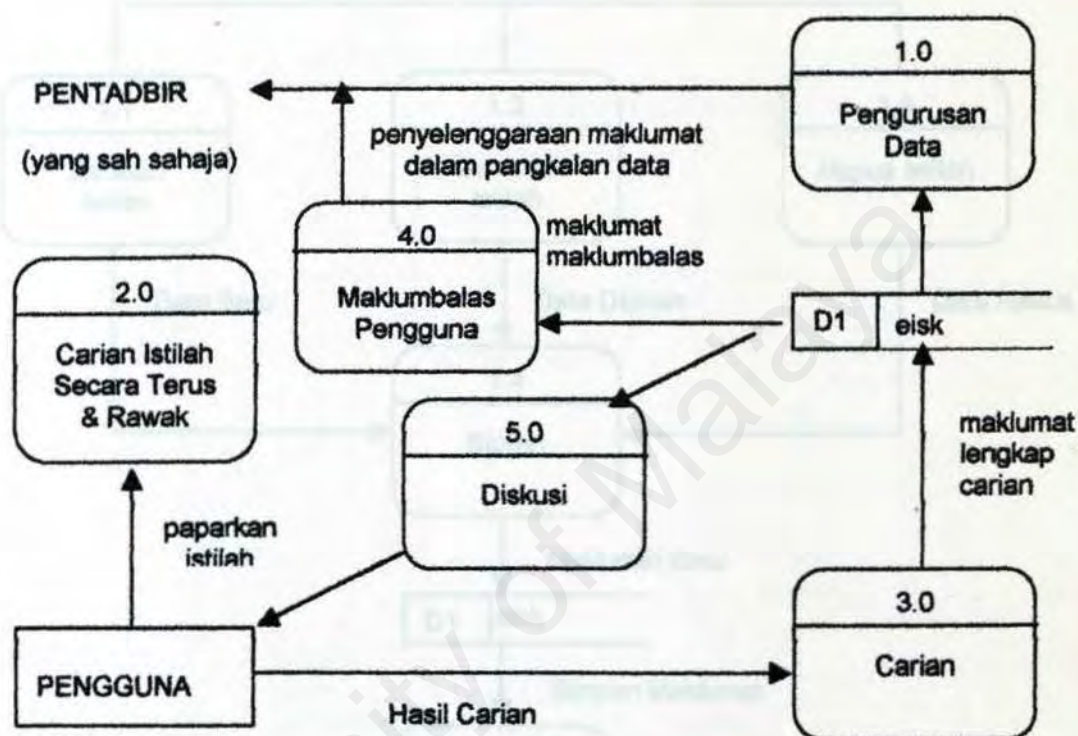 1.0
Pengurusan
Data
PENTADBIR
(yang sah sahaja)
penyelenggaraan maklumat
dalam pangkalan data
4.0
Maklumbalas
Pengguna
maklumat
maklumbalas
2.0
Carian Istilah
Secara Terus
& Rawak
D1
eisk
5.0
Diskusi
maklumat
lengkap
carian
paparkan
istilah
3.0
Carian
PENGGUNA
Hasil Carian
of Malaya